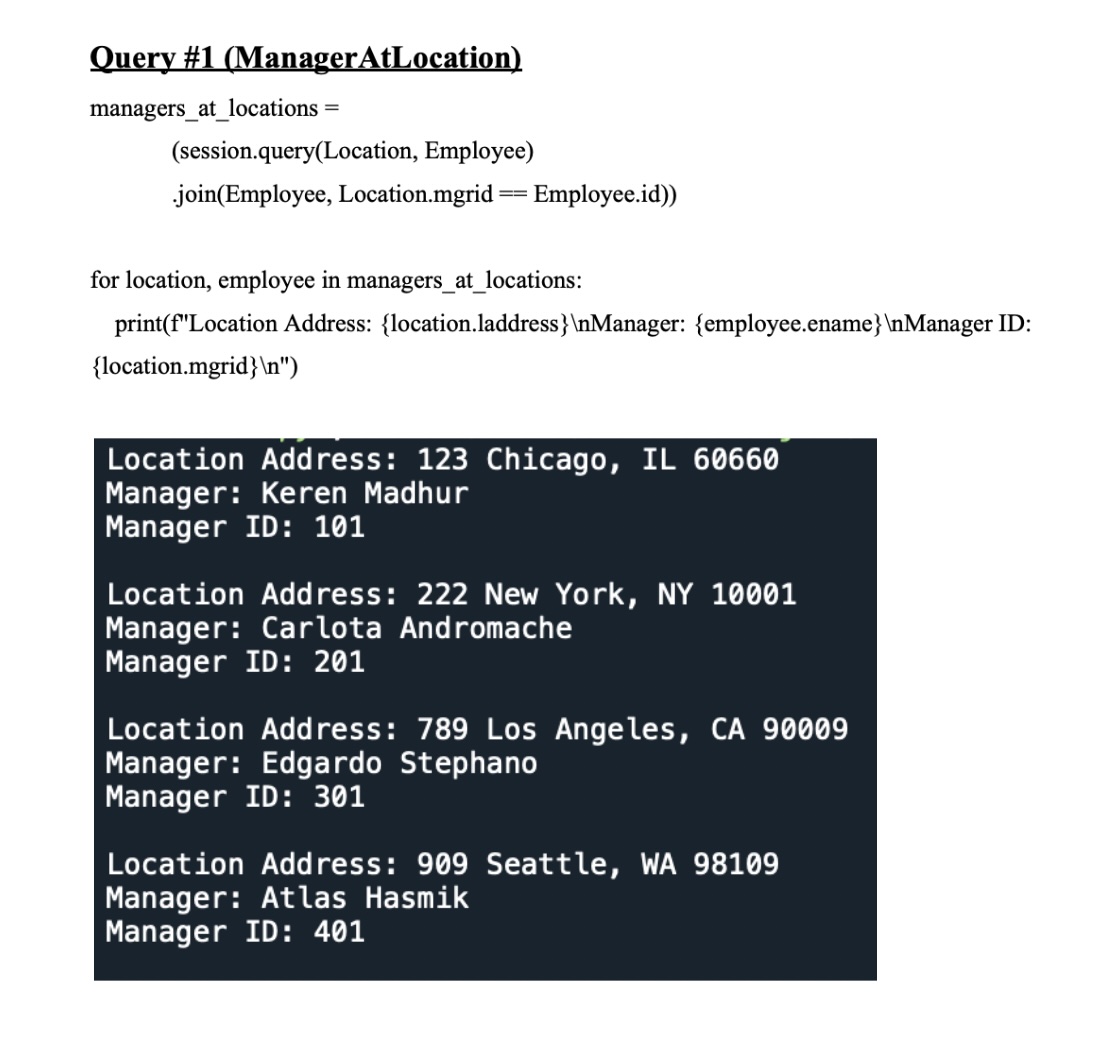 Query #1 (ManagerAtLocation)
managers_at_locations =
(session.query(Location, Employee)
.join(Employee, Location.mgrid == Employee.id))
for location, employee in managers_at_locations:
print(f"Location Address: {location.laddress}\nManager: {employee.ename}\nManager ID:
{location.mgrid}\n")
Location Address: 123 Chicago, IL 60660
Manager: Keren Madhur
Manager ID: 101
Location Address: 222 New York, NY 10001
Manager: Carlota Andromache
Manager ID: 201
Location Address: 789 Los Angeles, CA 90009
Manager: Edgardo Stephano
Manager ID: 301
Location Address: 909 Seattle, WA 98109
Manager: Atlas Hasmik
Manager ID: 401